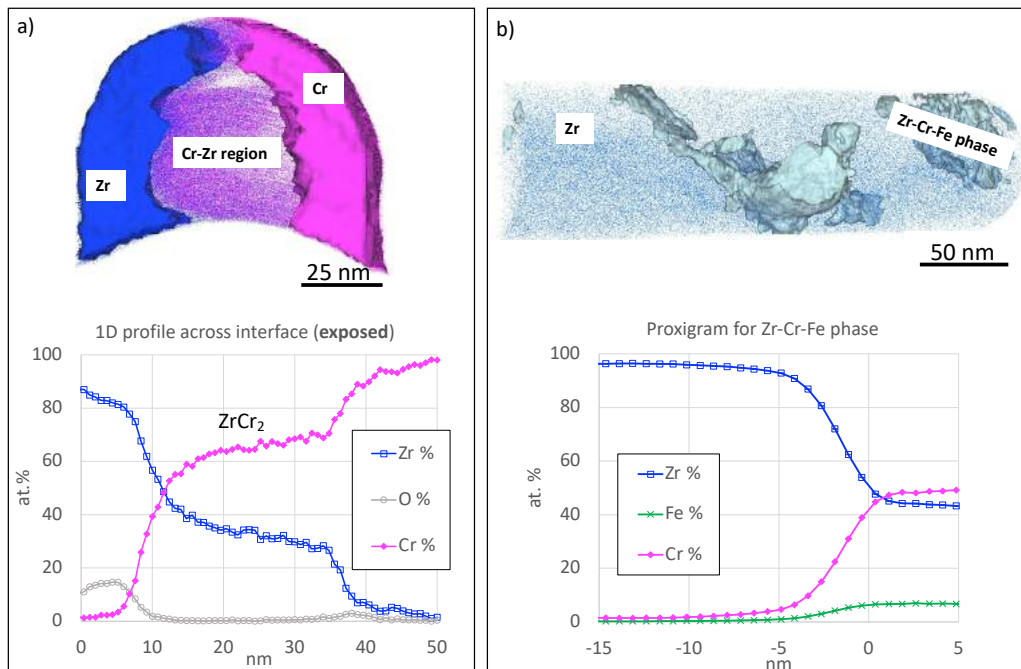 a)
Cr
Cr-Zr region
Zr
25 nm
1D profile across interface (exposed)
100
80
60
40
20
0
at. %
ZrCr2
Zr %
O %
Cr %
0 10 20 30 40 50
nm
b)
Zr
Zr-Cr-Fe phase
50 nm
Proxigram for Zr-Cr-Fe phase
100
80
60
40
20
0
at. %
Zr %
Fe %
Cr %
-15 -10 -5 0 5
nm